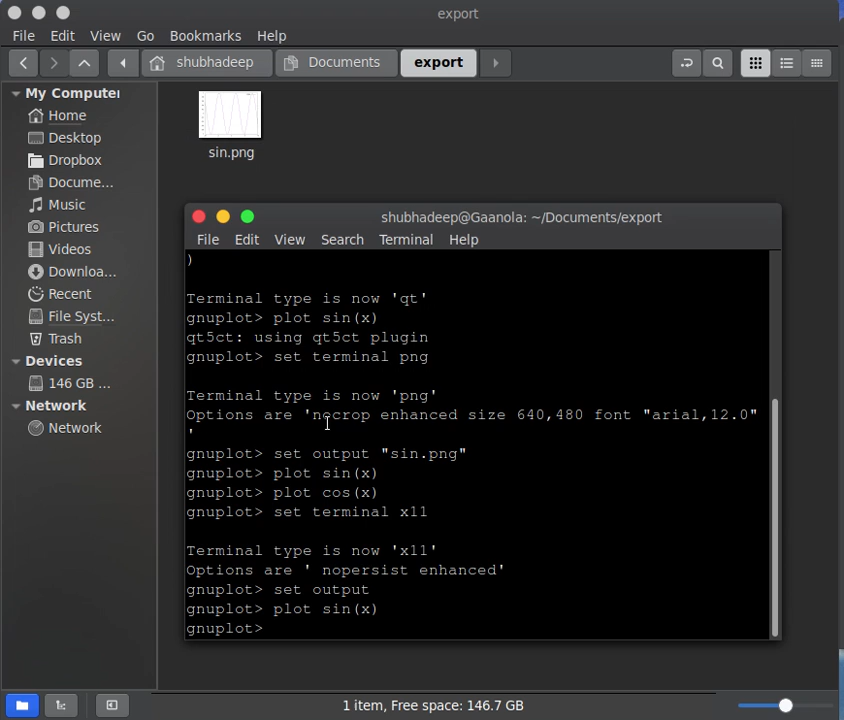 export
File Edit View Go Bookmarks Help
shubhadeep Documents export
My Computer
Home
Desktop
Dropbox
Docume...
Music
Pictures
Videos
Downloa...
Recent
File Syst...
Trash
Devices
146 GB ...
Network
Network
sin.png
shubhadeep@Gaanola: ~/Documents/export
File Edit View Search Terminal Help
)
Terminal type is now 'qt'
gnuplot> plot sin(x)
qt5ct: using qt5ct plugin
gnuplot> set terminal png
Terminal type is now 'png'
Options are 'nocrop enhanced size 640,480 font "arial,12.0"
'
gnuplot> set output "sin.png"
gnuplot> plot sin(x)
gnuplot> plot cos(x)
gnuplot> set terminal x11
Terminal type is now 'x11'
Options are ' nopersist enhanced'
gnuplot> set output
gnuplot> plot sin(x)
gnuplot>
1 item, Free space: 146.7 GB